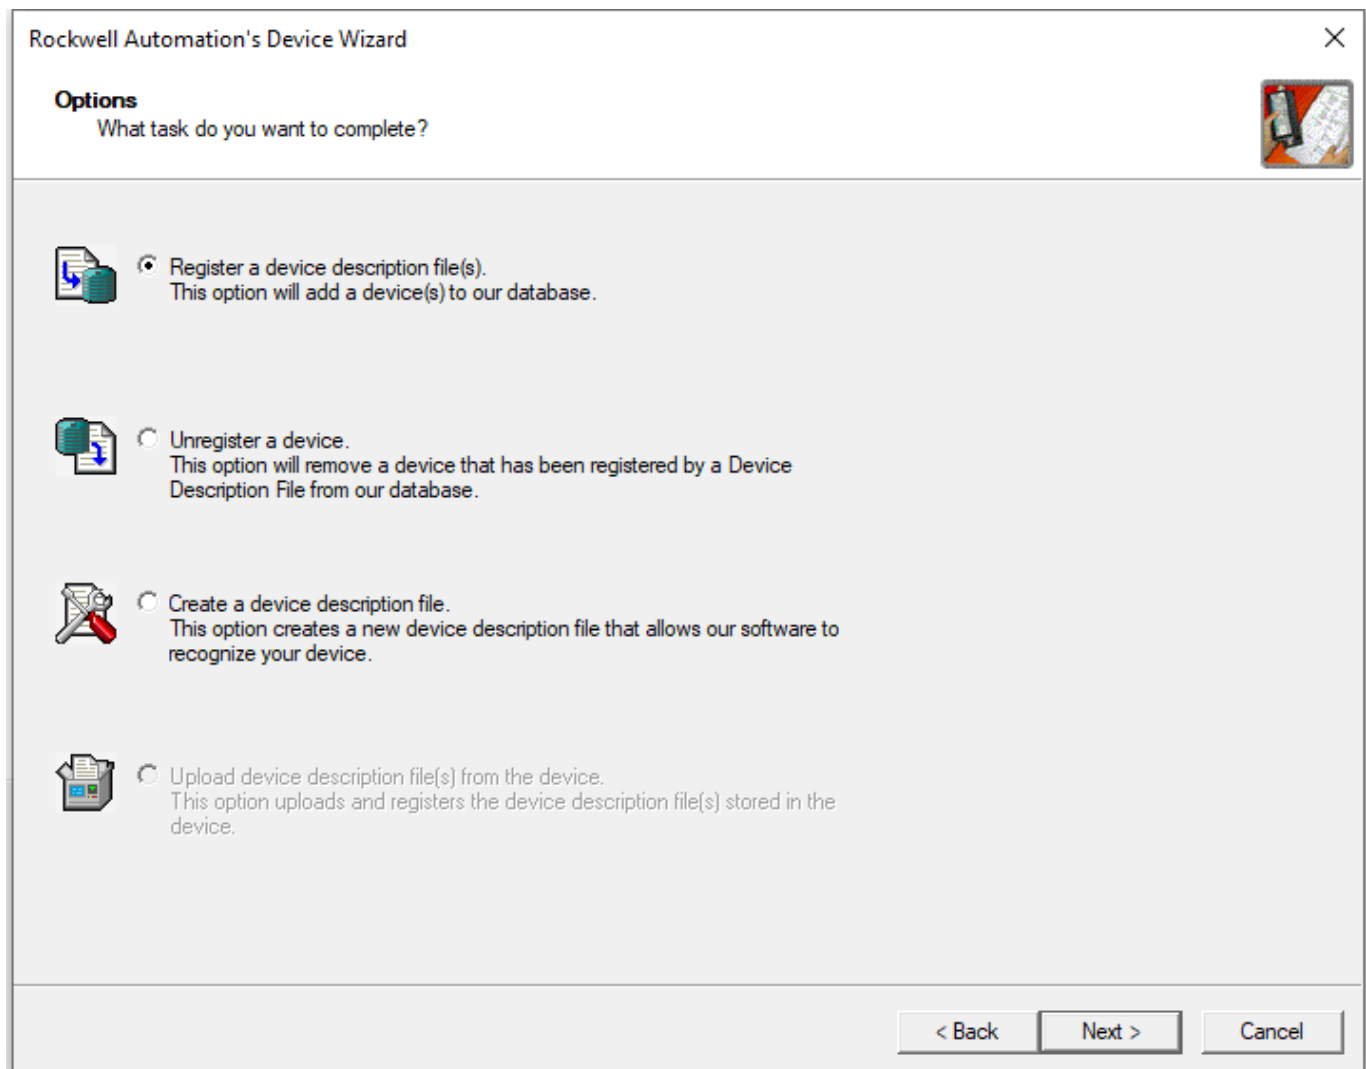 Rockwell Automation's Device Wizard
Options
What task do you want to complete?
Register a device description file(s).
This option will add a device(s) to our database.
Unregister a device.
This option will remove a device that has been registered by a Device
Description File from our database.
Create a device description file.
This option creates a new device description file that allows our software to
recognize your device.
Upload device description file(s) from the device.
This option uploads and registers the device description file(s) stored in the
device.
< Back
Next >
Cancel